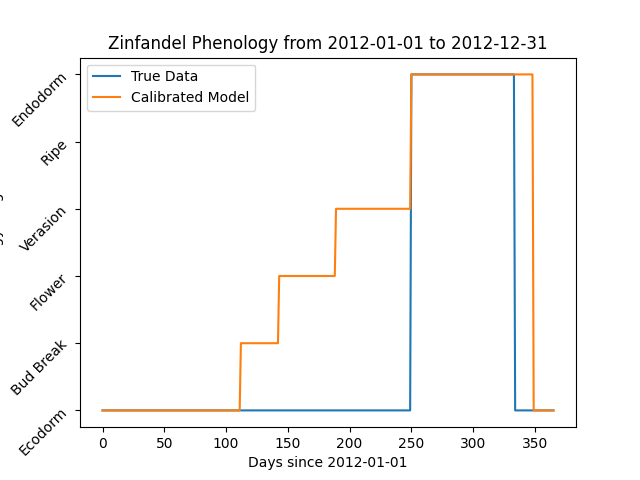 Zinfandel Phenology from 2012-01-01 to 2012-12-31
True Data
Calibrated Model
Endodorm
Ripe
Verasion
Flower
Bud Break
Ecodorm
0 50 100 150 200 250 300 350
Days since 2012-01-01